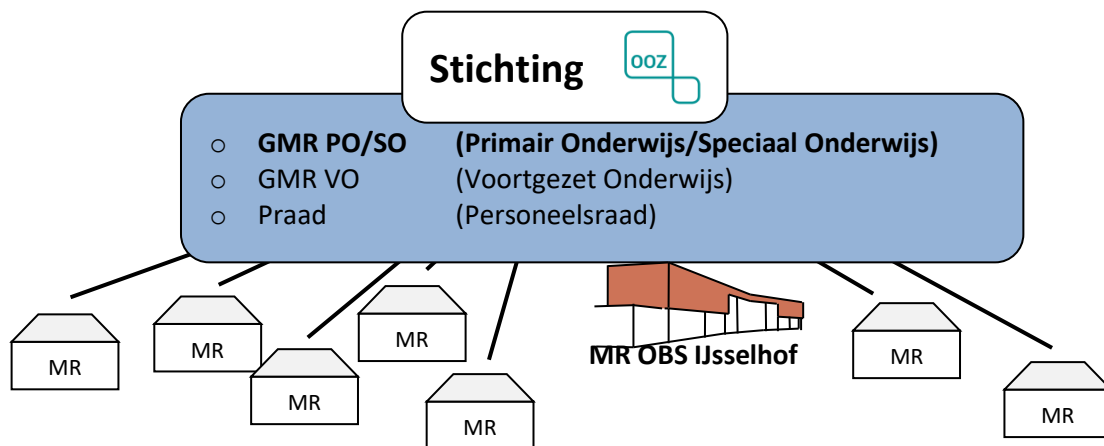 Stichting
OOZ
GMR PO/SO (Primair Onderwijs/Speciaal Onderwijs)
GMR VO (Voortgezet Onderwijs)
Praad (Personeelsraad)
MR
MR
MR
MR
MR
MR OBS IJsselhof
MR
MR